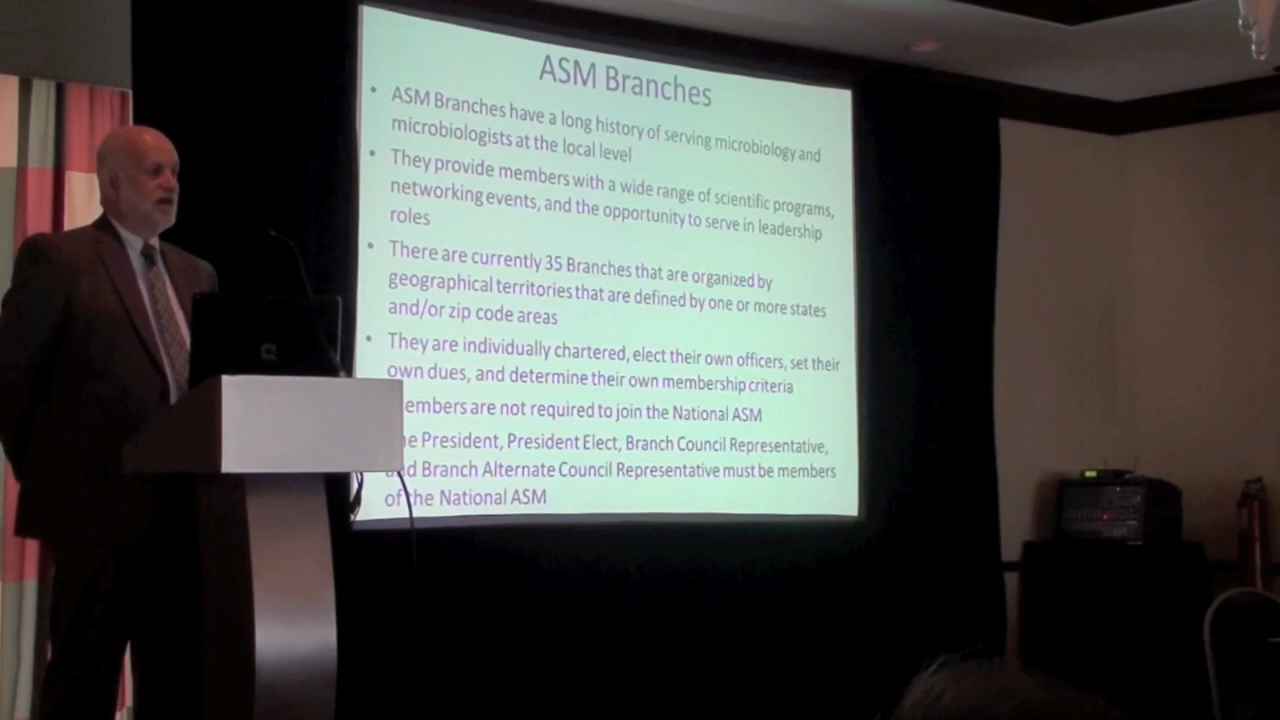 ASM Branches
• ASM Branches have a long history of serving microbiology and
microbiologists at the local level
• They provide members with a wide range of scientific programs,
networking events, and the opportunity to serve in leadership
roles
• There are currently 35 Branches that are organized by
geographical territories that are defined by one or more states
and/or zip code areas
• They are individually chartered, elect their own officers, set their
own dues, and determine their own membership criteria
embers are not required to join the National ASM
e President, President Elect, Branch Council Representative,
and Branch Alternate Council Representative must be members
of the National ASM